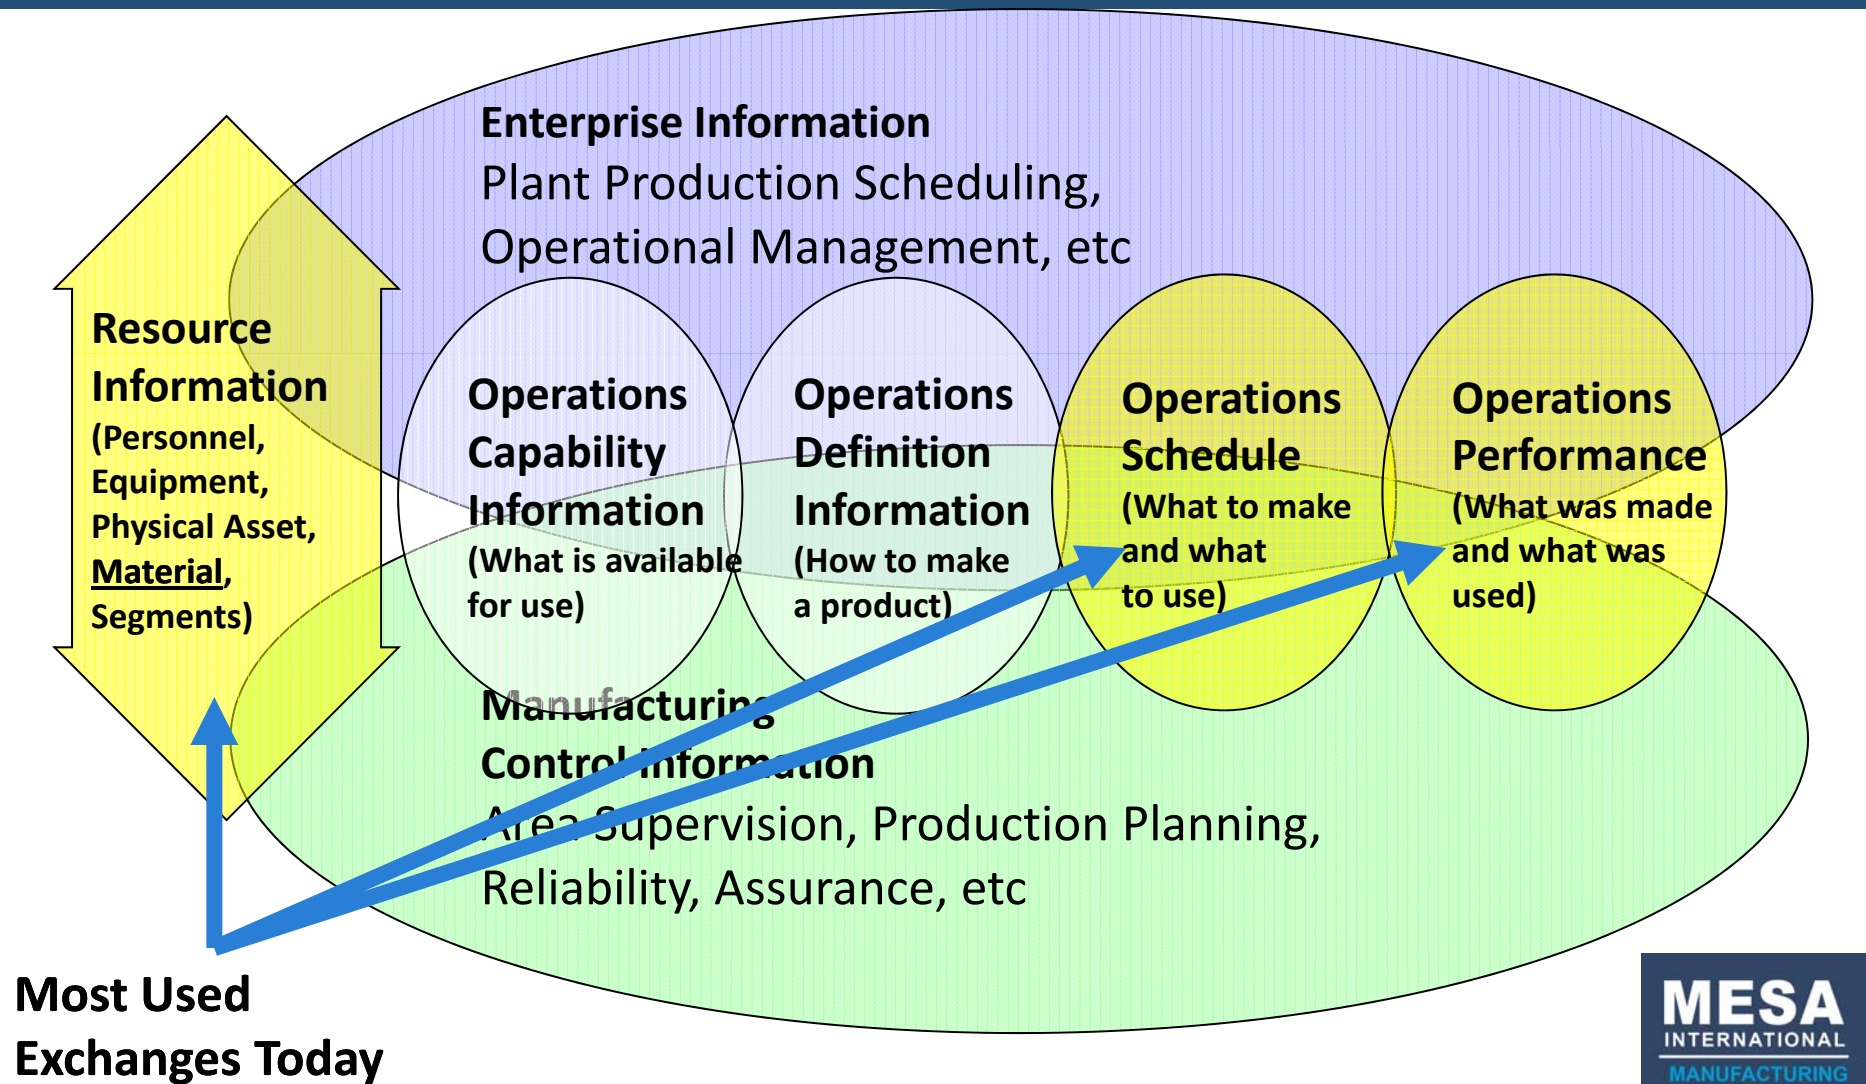 Enterprise Information
Plant Production Scheduling,
Operational Management, etc
Resource
Information
(Personnel,
Equipment,
Physical Asset,
Material,
Segments)
Operations
Capability
Information
(What is available
for use)
Operations
Definition
Information
(How to make
a product)
Operations
Schedule
(What to make
and what
to use)
Operations
Performance
(What was made
and what was
used)
Manufacturing
Control Information
Area Supervision, Production Planning,
Reliability, Assurance, etc
Most Used
Exchanges Today
MESA
INTERNATIONAL
MANUFACTURING